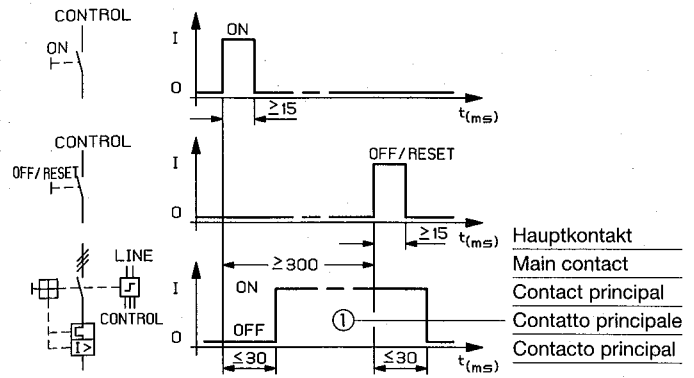 CONTROL
ON
I
ON
O
≥15
t(ms)
CONTROL
OFF/RESET
I
OFF/RESET
O
≥15
t(ms)
LINE
CONTROL
I>
≥300
I
ON
OFF
O
1
≤30
≤30
t(ms)
Hauptkontakt
Main contact
Contact principal
Contatto principale
Contacto principal